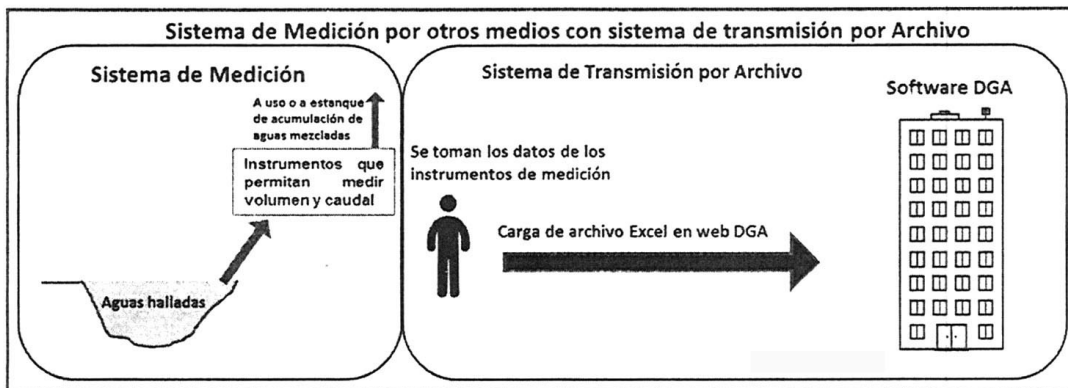 Sistema de Medición por otros medios con sistema de transmisión por Archivo
Sistema de Medición
A uso o a estanque
de acumulación de
aguas mezcladas
Instrumentos que
permitan medir
volumen y caudal
Aguas halladas
Sistema de Transmisión por Archivo
Se toman los datos de los
instrumentos de medición
Carga de archivo Excel en web DGA
Software DGA